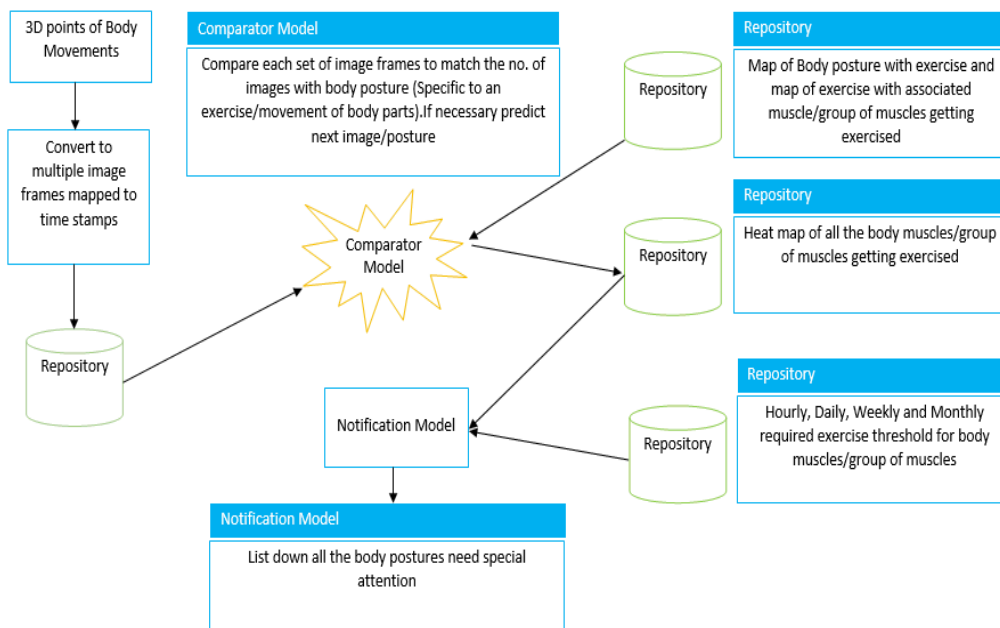 3D points of Body
Movements
Convert to
multiple image
frames mapped to
time stamps
Repository
Comparator Model
Compare each set of image frames to match the no. of
images with body posture (Specific to an
exercise/movement of body parts).If necessary predict
next image/posture
Comparator
Model
Repository
Repository
Map of Body posture with exercise and
map of exercise with associated
muscle/group of muscles getting
exercised
Repository
Repository
Heat map of all the body muscles/group
of muscles getting exercised
Notification Model
Repository
Repository
Hourly, Daily, Weekly and Monthly
required exercise threshold for body
muscles/group of muscles
Notification Model
List down all the body postures need special
attention